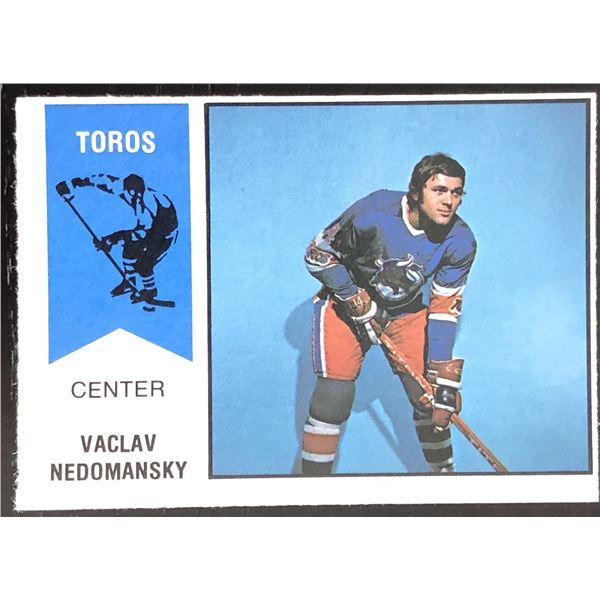 TOROS
CENTER
VACLAV
NEDOMANSKY